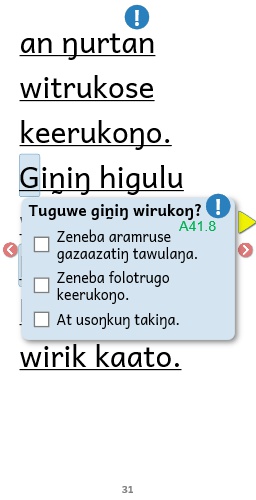 an ŋurtan
witrukose
keerukoŋo.
Giŋiŋ higulu
Tuguwe giŋiŋ wirukoŋ?
A41.8
Zeneba aramruse
gazaazatiŋ tawulaŋa.
Zeneba folotrugo
keerukoŋo.
At usoŋkuŋ takiŋa.
wirik kaato.
31